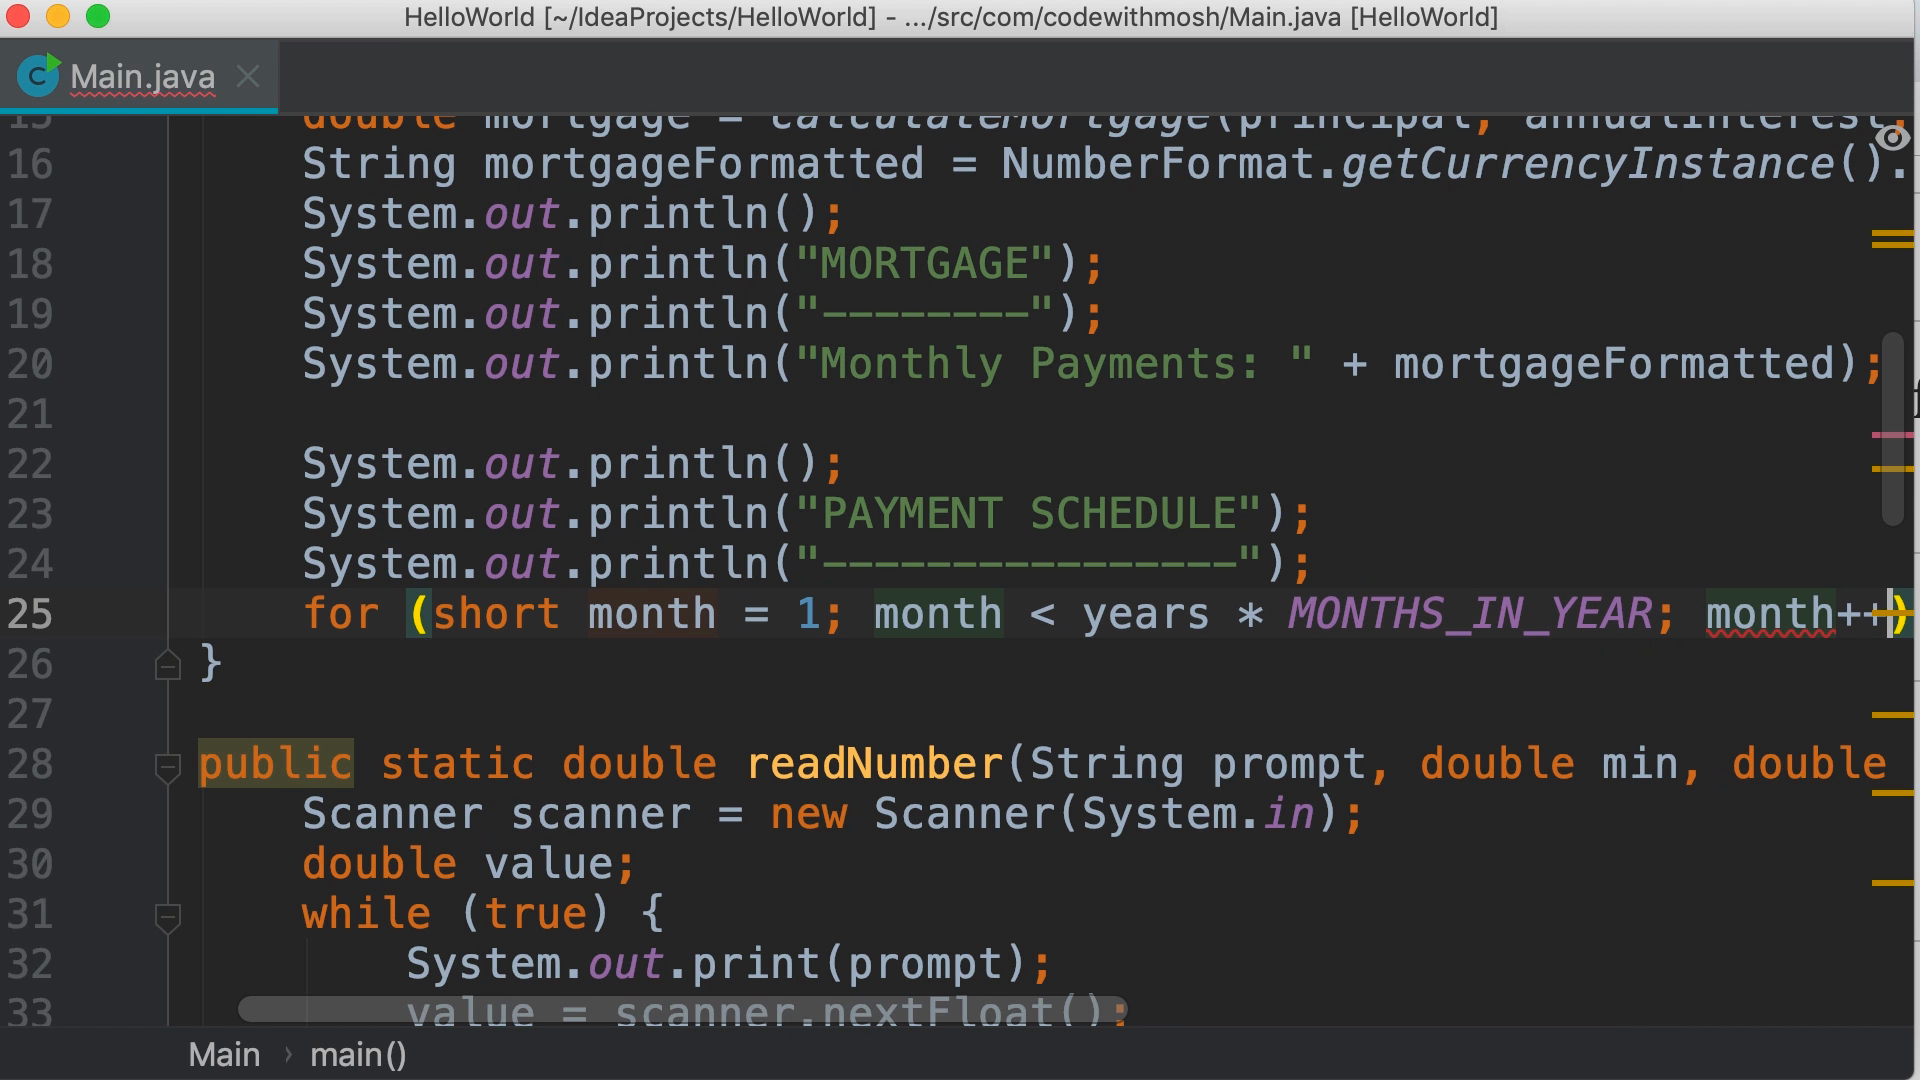 HelloWorld [~/IdeaProjects/HelloWorld] - .../src/com/codewithmosh/Main.java [HelloWorld]
Main.java
15 double mortgage = calculateMortgage(principal, annualInterest,
16 String mortgageFormatted = NumberFormat.getCurrencyInstance().
17 System.out.println();
18 System.out.println("MORTGAGE");
19 System.out.println("--------");
20 System.out.println("Monthly Payments: " + mortgageFormatted);
21
22 System.out.println();
23 System.out.println("PAYMENT SCHEDULE");
24 System.out.println("----------------");
25 for (short month = 1; month < years * MONTHS_IN_YEAR; month++)
26 }
27
28 public static double readNumber(String prompt, double min, double
29 Scanner scanner = new Scanner(System.in);
30 double value;
31 while (true) {
32 System.out.print(prompt);
33 value = scanner.nextFloat();
Main › main()